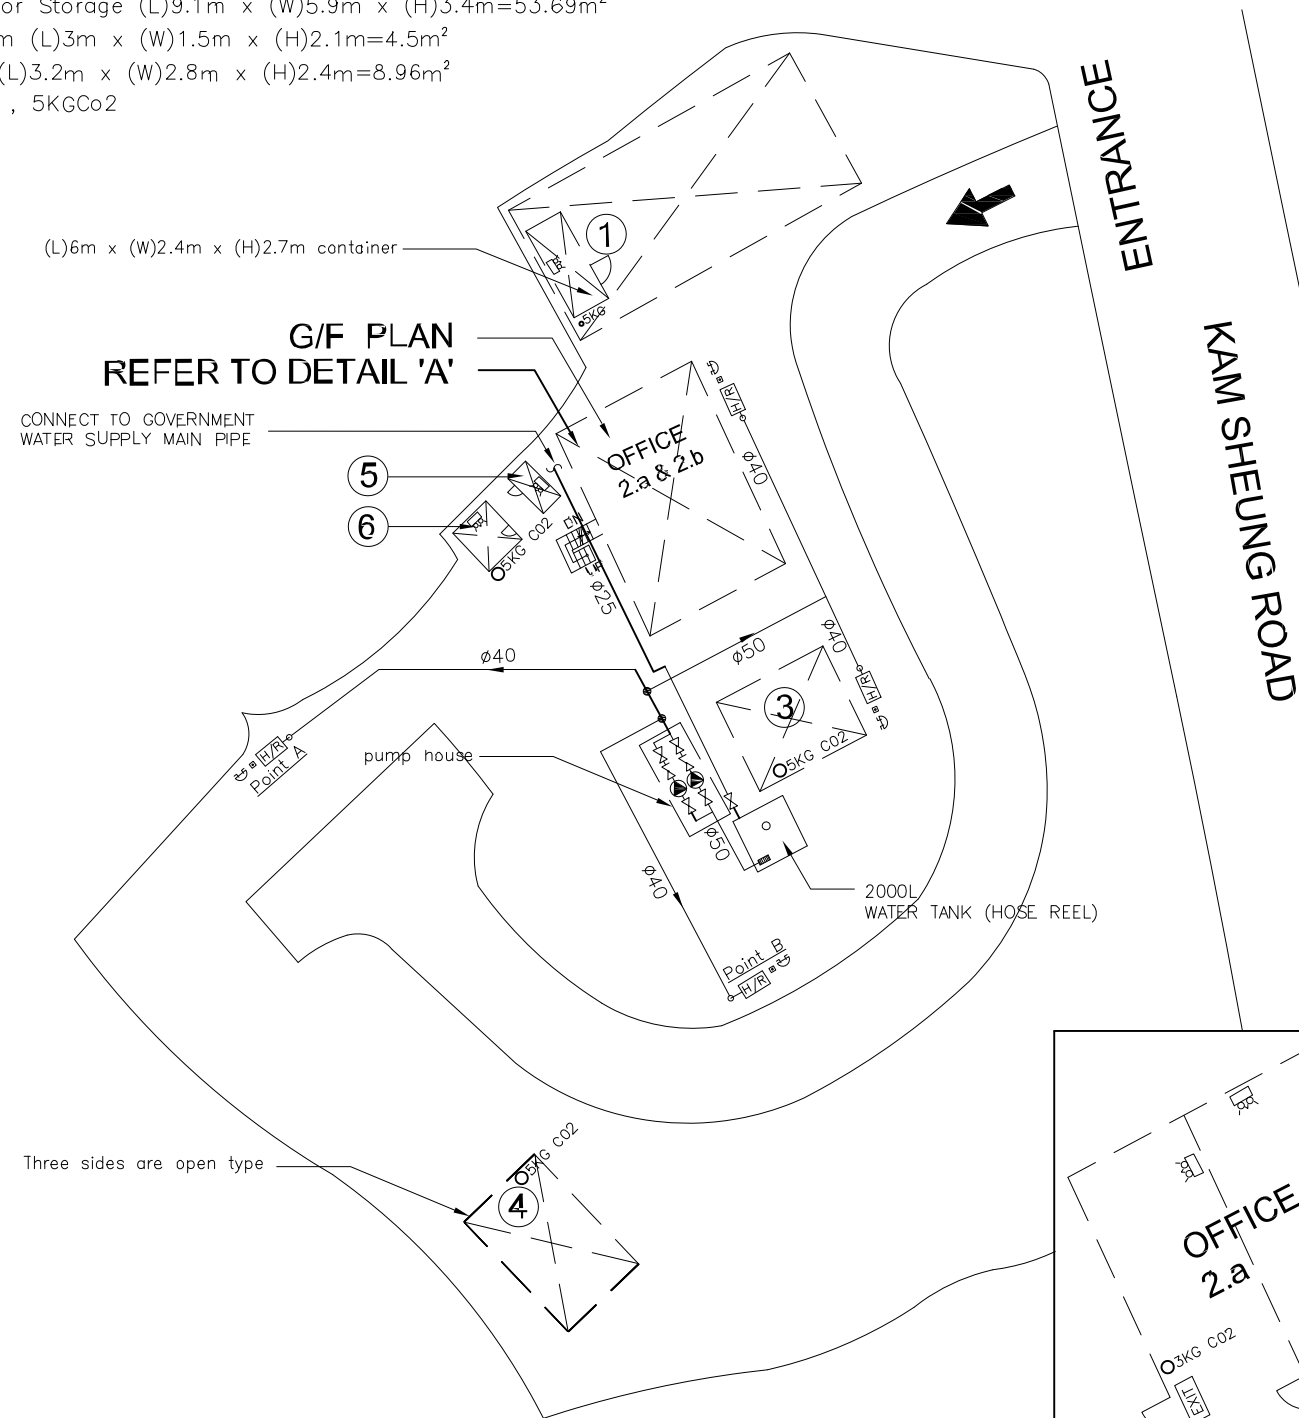 or Storage (L)9.1m x (W)5.9m x (H)3.4m=53.69m²
m (L)3m x (W)1.5m x (H)2.1m=4.5m²
(L)3.2m x (W)2.8m x (H)2.4m=8.96m²
, 5KGCo2
ENTRANCE
KAM SHEUNG ROAD
(L)6m x (W)2.4m x (H)2.7m container
1
5KG
G/F PLAN
REFER TO DETAIL 'A'
CONNECT TO GOVERNMENT
WATER SUPPLY MAIN PIPE
H/R
OFFICE
2.a & 2.b
ø40
5
6
5KG CO2
DN
UP
ø25
ø40
ø50
ø40
H/R
3
5KG CO2
H/R
Point A
pump house
ø50
ø40
2000L
WATER TANK (HOSE REEL)
Point B
H/R
Three sides are open type
5KG CO2
4
OFFICE
2.a
3KG CO2
EXIT